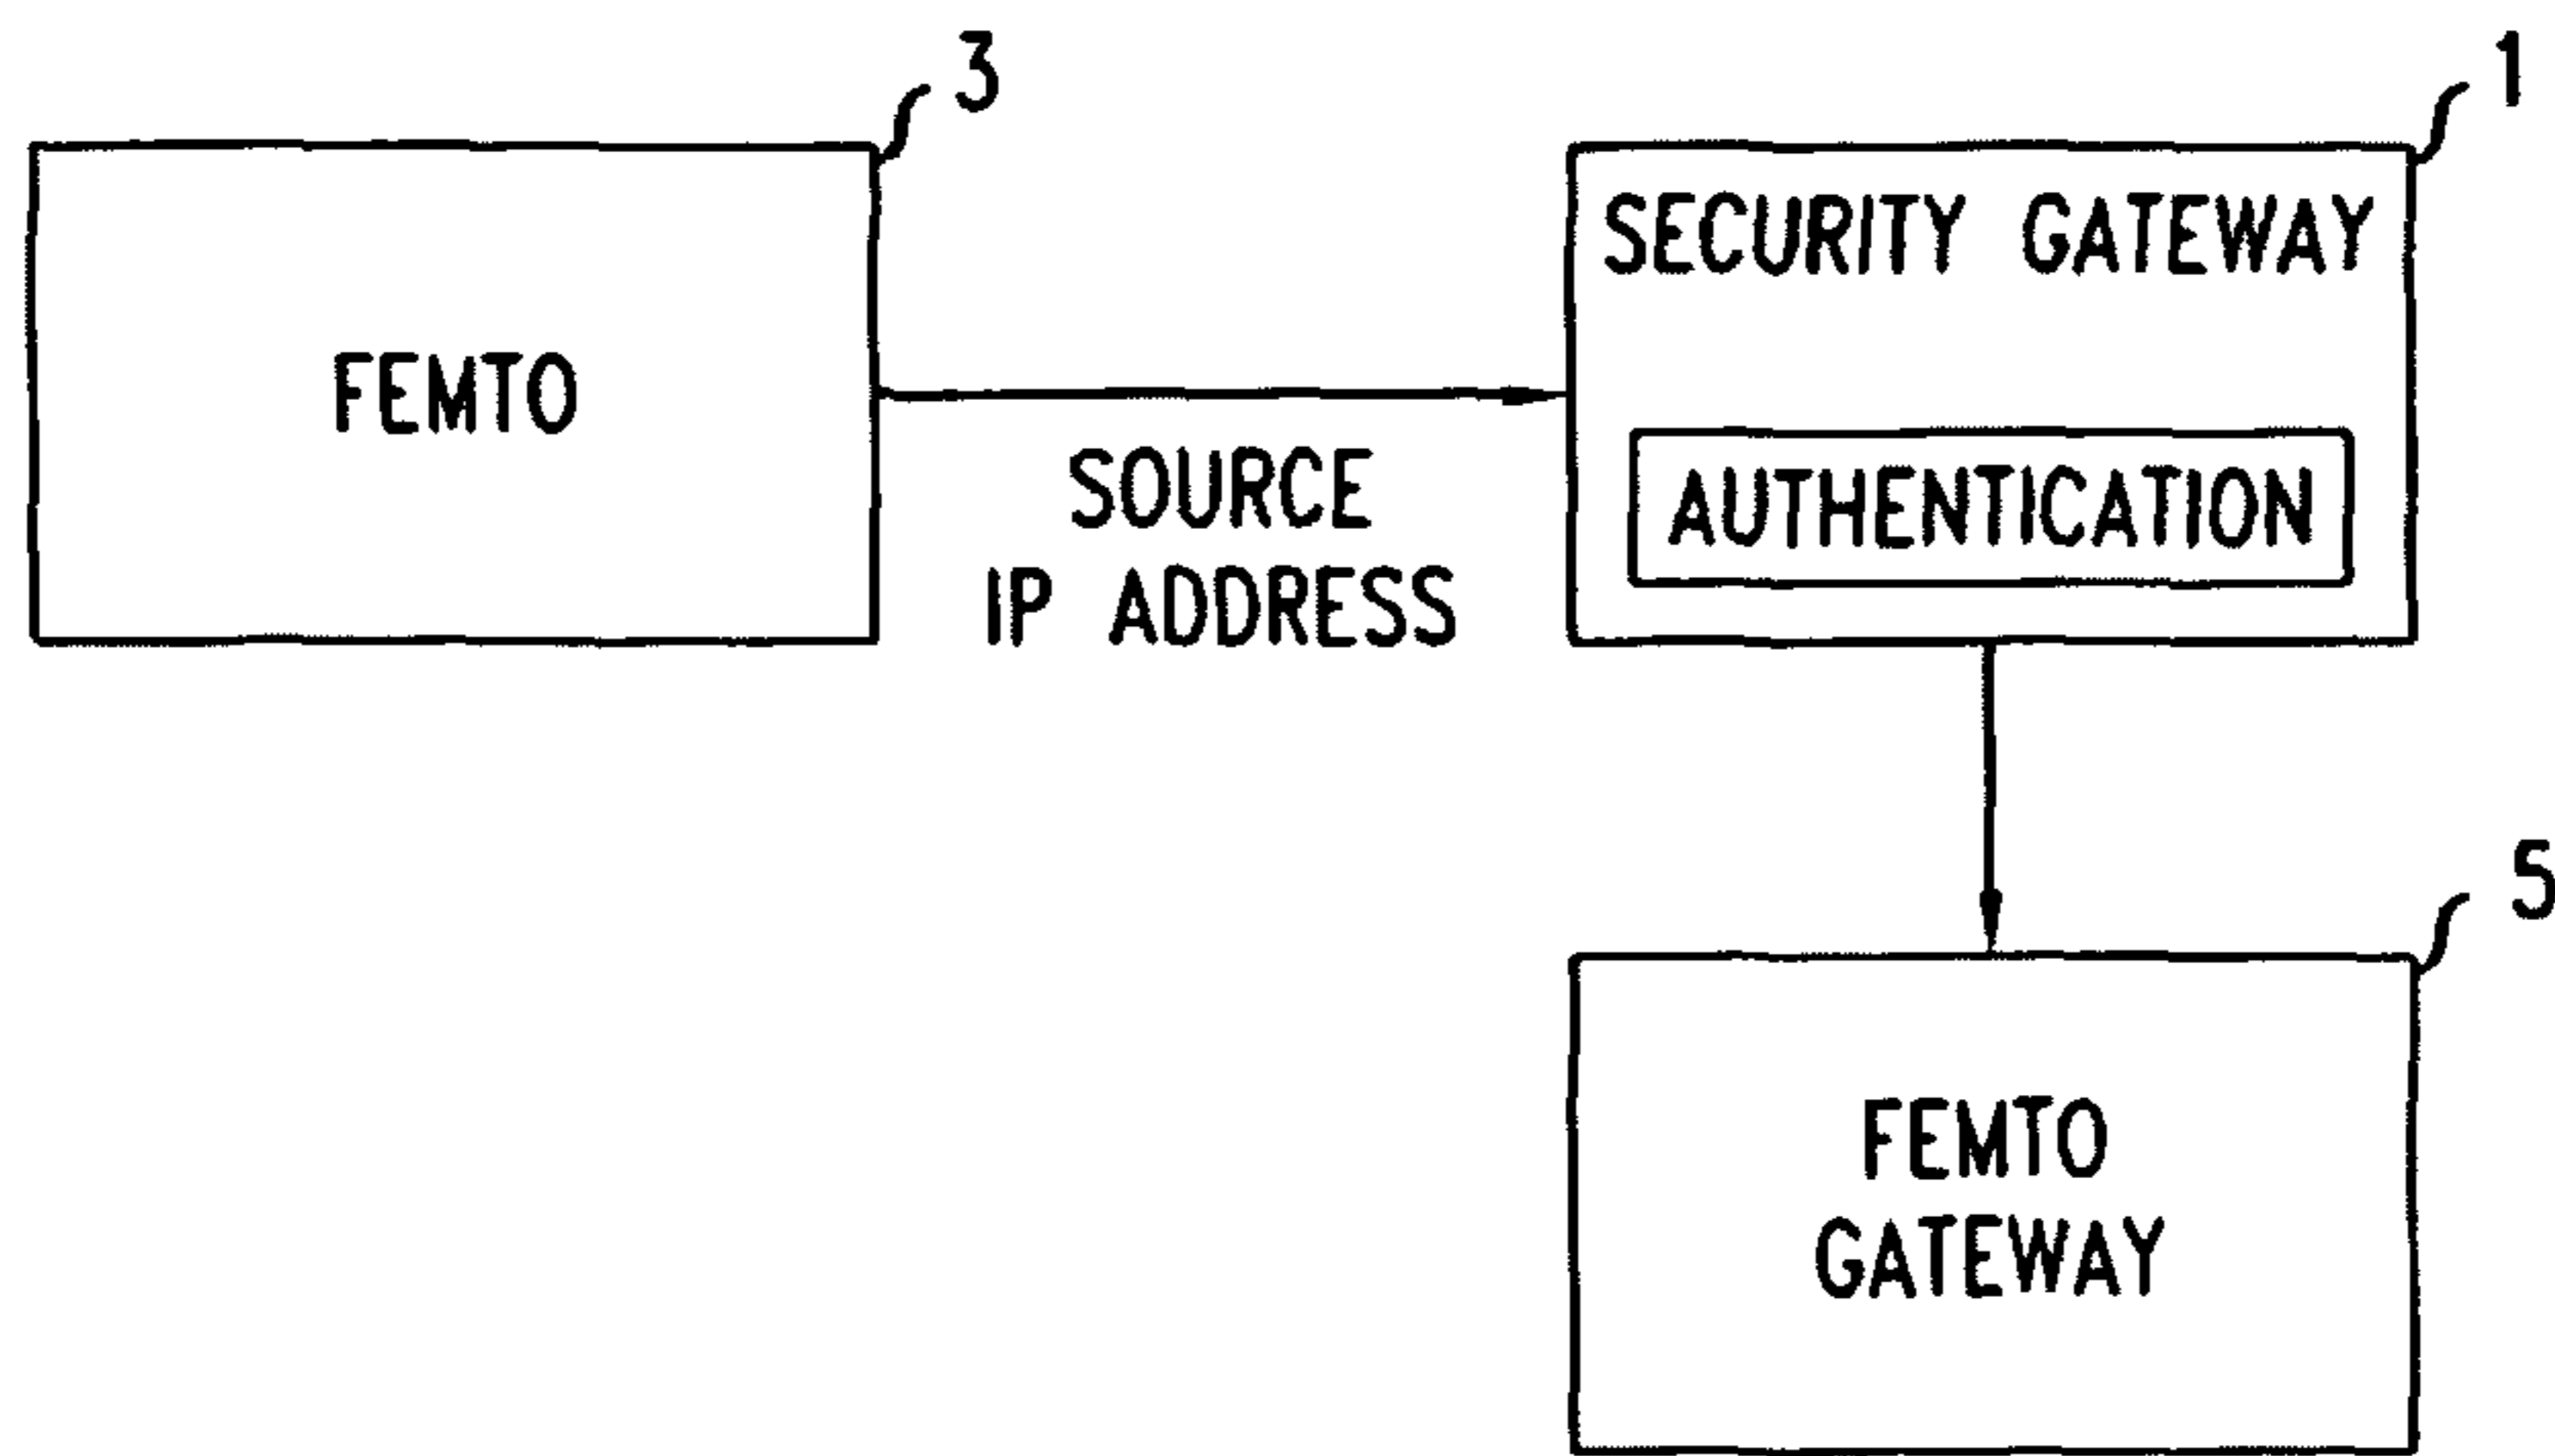 3
1
SECURITY GATEWAY
FEMTO
SOURCE
IP ADDRESS
AUTHENTICATION
5
FEMTO
GATEWAY